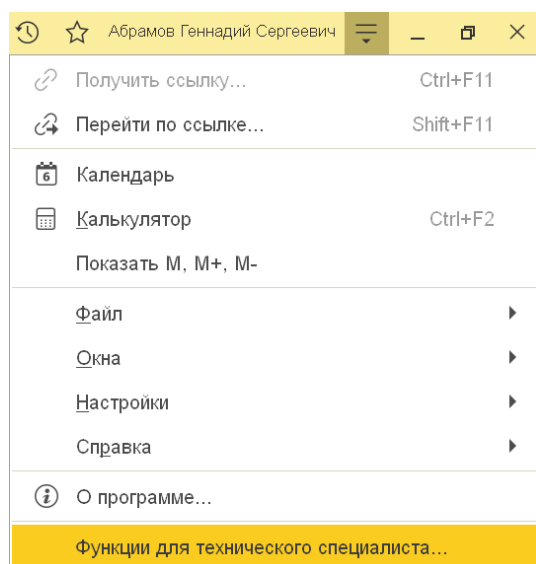 Абрамов Геннадий Сергеевич
Получить ссылку... Ctrl+F11
Перейти по ссылке... Shift+F11
6 Календарь
Калькулятор Ctrl+F2
Показать M, M+, M-
Файл
Окна
Настройки
Справка
О программе...
Функции для технического специалиста...